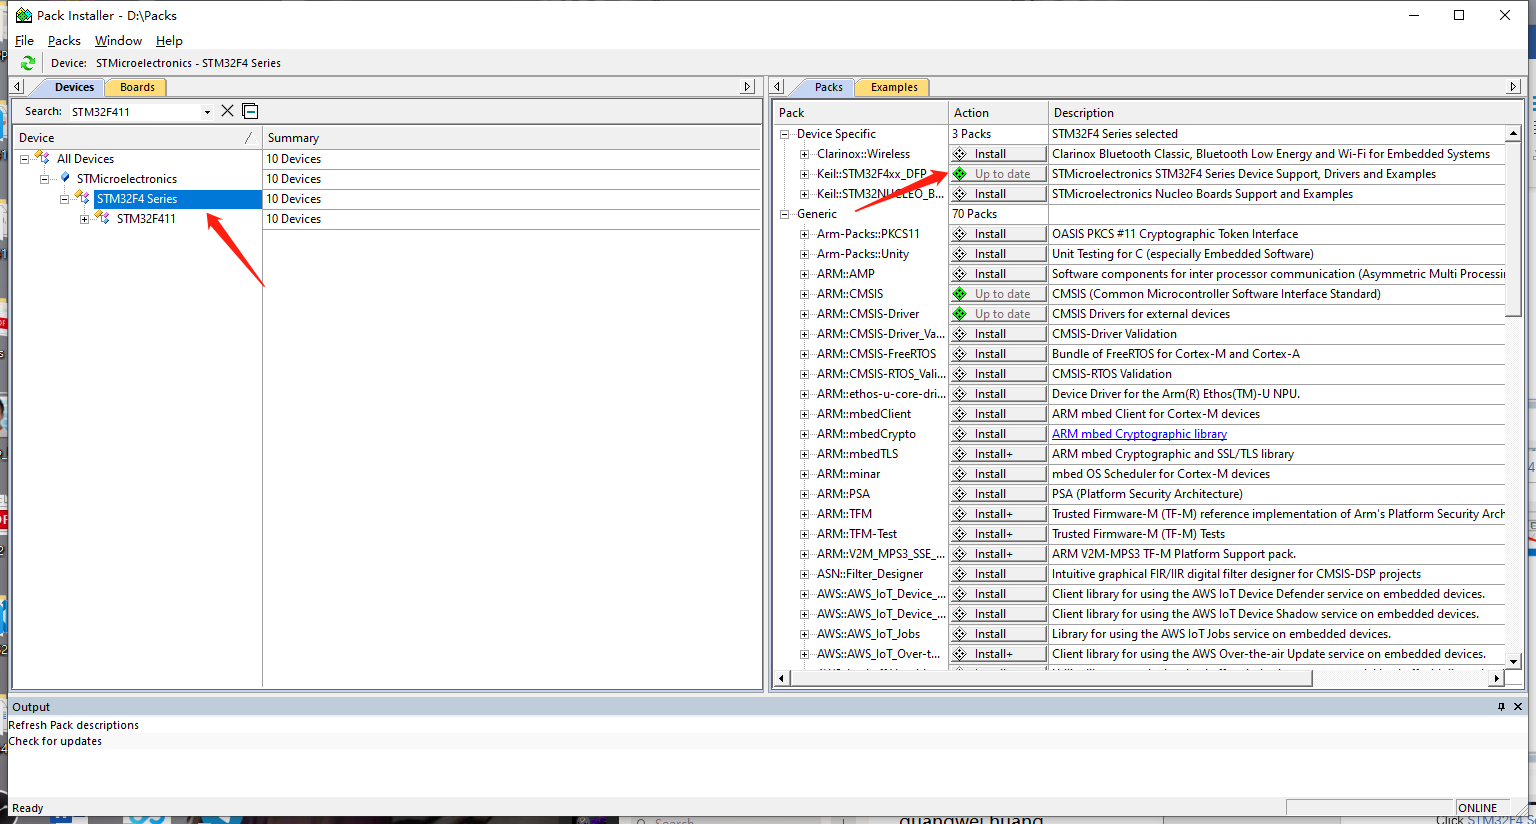 Pack Installer - D:\Packs
File Packs Window Help
Device: STMicroelectronics - STM32F4 Series
Devices Boards
Search: STM32F411
Device Summary
All Devices 10 Devices
STMicroelectronics 10 Devices
STM32F4 Series 10 Devices
STM32F411 10 Devices
Packs Examples
Pack Action Description
Device Specific 3 Packs STM32F4 Series selected
Clarinox::Wireless Install Clarinox Bluetooth Classic, Bluetooth Low Energy and Wi-Fi for Embedded Systems
Keil::STM32F4xx_DFP Up to date STMicroelectronics STM32F4 Series Device Support, Drivers and Examples
Keil::STM32NUCLEO_B... Install STMicroelectronics Nucleo Boards Support and Examples
Generic 70 Packs
Arm-Packs::PKCS11 Install OASIS PKCS #11 Cryptographic Token Interface
Arm-Packs::Unity Install Unit Testing for C (especially Embedded Software)
ARM::AMP Install Software components for inter processor communication (Asymmetric Multi Processi
ARM::CMSIS Up to date CMSIS (Common Microcontroller Software Interface Standard)
ARM::CMSIS-Driver Up to date CMSIS Drivers for external devices
ARM::CMSIS-Driver_Va... Install CMSIS-Driver Validation
ARM::CMSIS-FreeRTOS Install Bundle of FreeRTOS for Cortex-M and Cortex-A
ARM::CMSIS-RTOS_Vali... Install CMSIS-RTOS Validation
ARM::ethos-u-core-dri... Install Device Driver for the Arm(R) Ethos(TM)-U NPU.
ARM::mbedClient Install ARM mbed Client for Cortex-M devices
ARM::mbedCrypto Install ARM mbed Cryptographic library
ARM::mbedTLS Install+ ARM mbed Cryptographic and SSL/TLS library
ARM::minar Install mbed OS Scheduler for Cortex-M devices
ARM::PSA Install PSA (Platform Security Architecture)
ARM::TFM Install+ Trusted Firmware-M (TF-M) reference implementation of Arm's Platform Security Arch
ARM::TFM-Test Install+ Trusted Firmware-M (TF-M) Tests
ARM::V2M_MPS3_SSE_... Install+ ARM V2M-MPS3 TF-M Platform Support pack.
ASN::Filter_Designer Install Intuitive graphical FIR/IIR digital filter designer for CMSIS-DSP projects
AWS::AWS_IoT_Device_... Install Client library for using the AWS IoT Device Defender service on embedded devices.
AWS::AWS_IoT_Device_... Install Client library for using the AWS IoT Device Shadow service on embedded devices.
AWS::AWS_IoT_Jobs Install Library for using the AWS IoT Jobs service on embedded devices.
AWS::AWS_IoT_Over-t... Install+ Client library for using the AWS Over-the-air Update service on embedded devices.
Output
Refresh Pack descriptions
Check for updates
Ready ONLINE